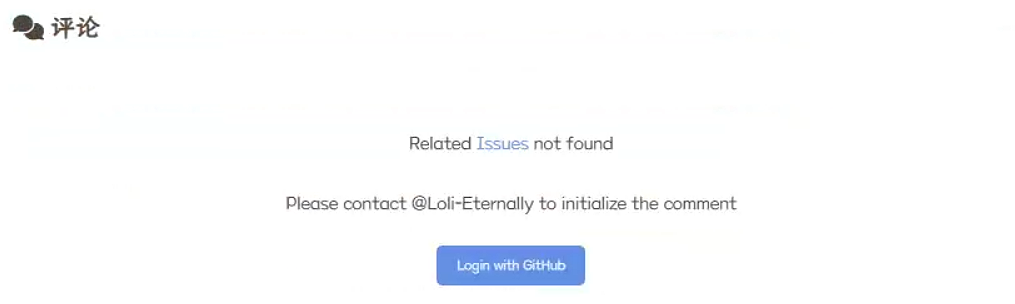 评论
Related Issues not found
Please contact @Loli-Eternally to initialize the comment
Login with GitHub